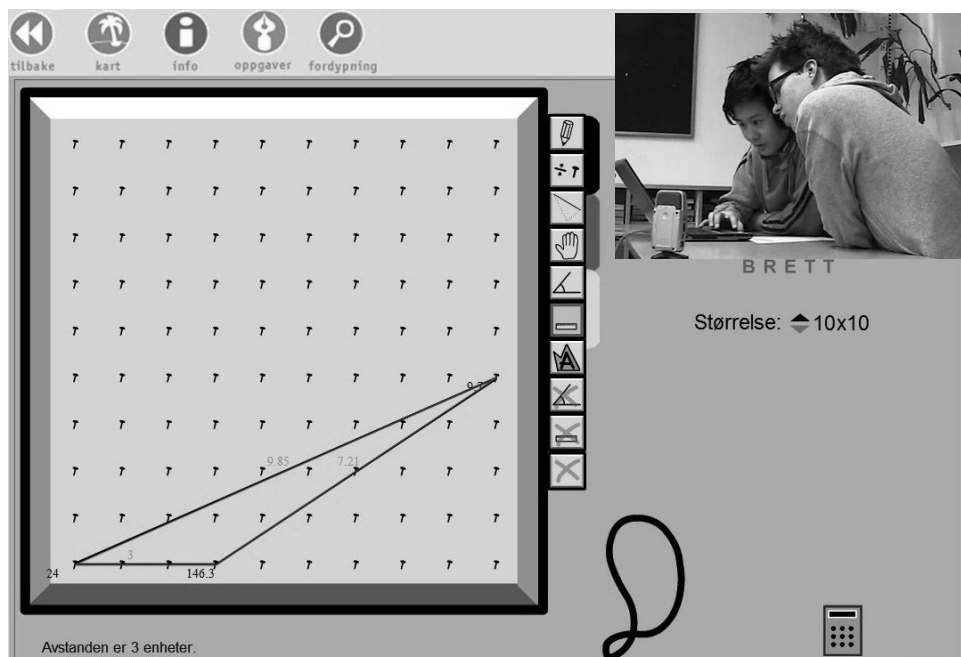 tilbake kart info oppgaver fordypning
BRETT
Størrelse: 10x10
A
9.85 7.21
3
24 146.3
Avstanden er 3 enheter.